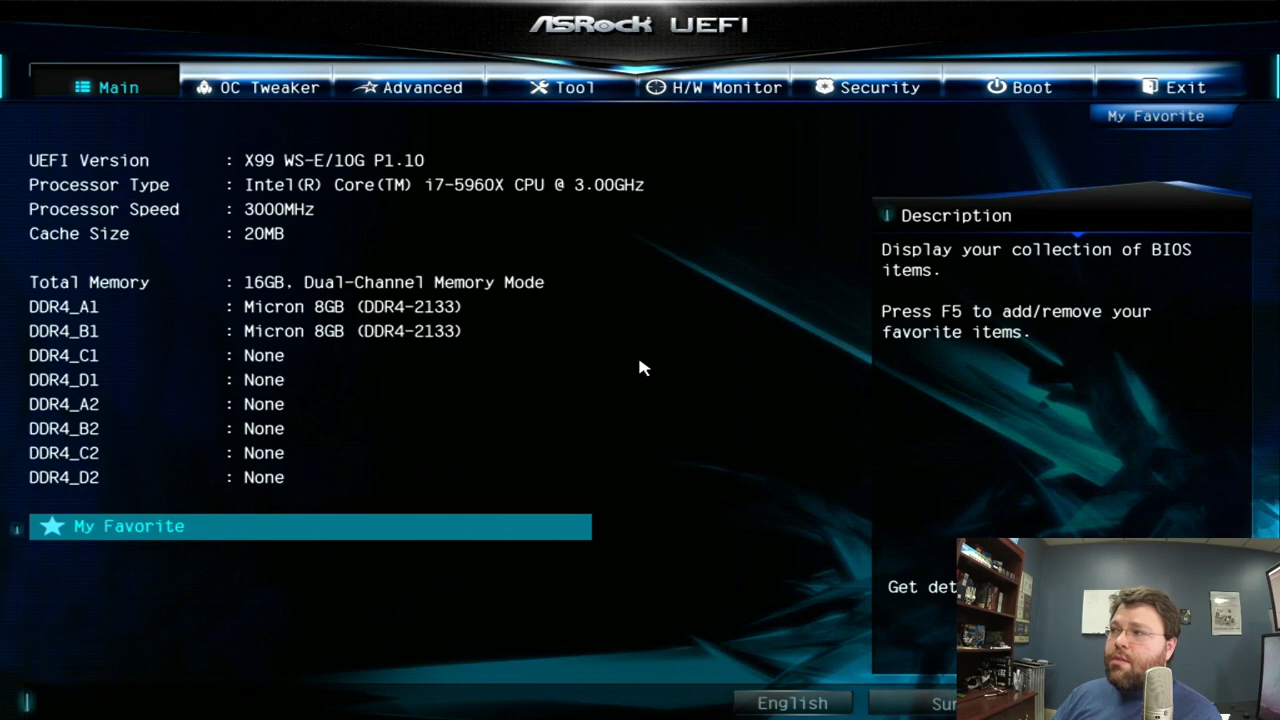 ASRock UEFI
Main
OC Tweaker
Advanced
Tool
H/W Monitor
Security
Boot
Exit
My Favorite
UEFI Version : X99 WS-E/10G P1.10
Processor Type : Intel(R) Core(TM) i7-5960X CPU @ 3.00GHz
Processor Speed : 3000MHz
Cache Size : 20MB
Total Memory : 16GB. Dual-Channel Memory Mode
DDR4_A1 : Micron 8GB (DDR4-2133)
DDR4_B1 : Micron 8GB (DDR4-2133)
DDR4_C1 : None
DDR4_D1 : None
DDR4_A2 : None
DDR4_B2 : None
DDR4_C2 : None
DDR4_D2 : None
My Favorite
Description
Display your collection of BIOS
items.
Press F5 to add/remove your
favorite items.
Get det
English
Sun